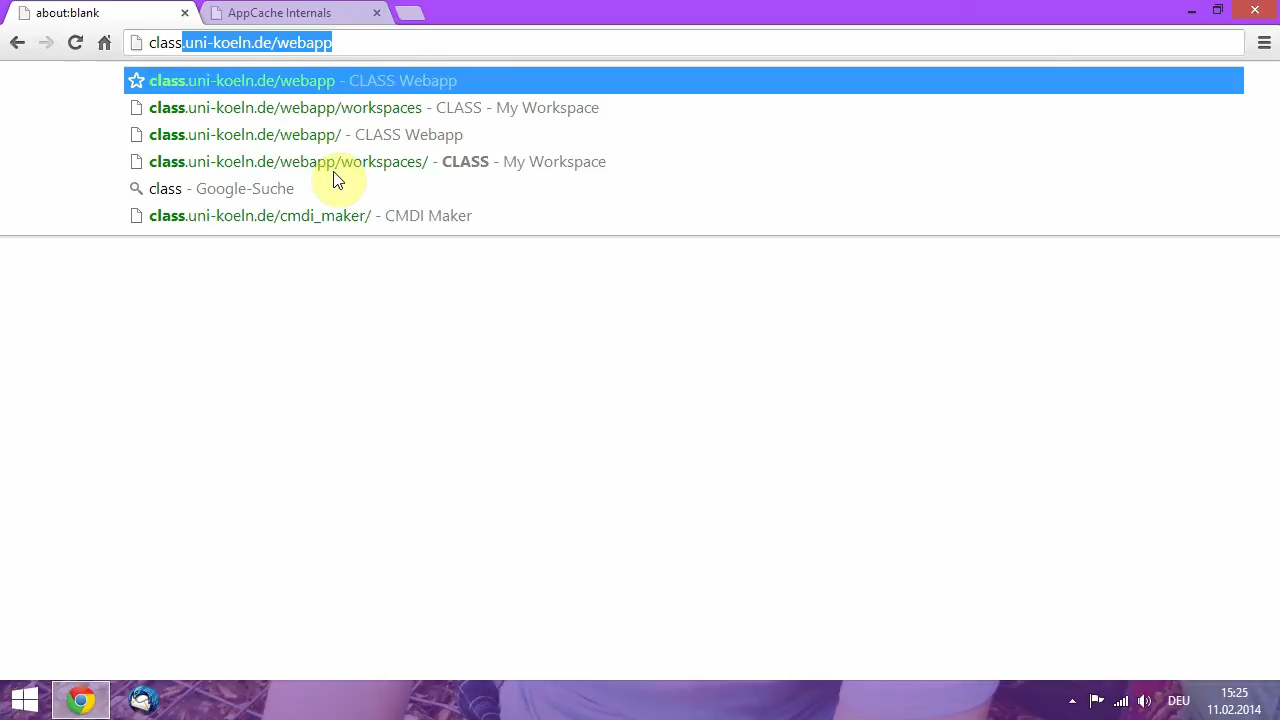 about:blank
AppCache Internals
class.uni-koeln.de/webapp
class.uni-koeln.de/webapp - CLASS Webapp
class.uni-koeln.de/webapp/workspaces - CLASS - My Workspace
class.uni-koeln.de/webapp/ - CLASS Webapp
class.uni-koeln.de/webapp/workspaces/ - CLASS - My Workspace
class - Google-Suche
class.uni-koeln.de/cmdi_maker/ - CMDI Maker
DEU
15:25
11.02.2014